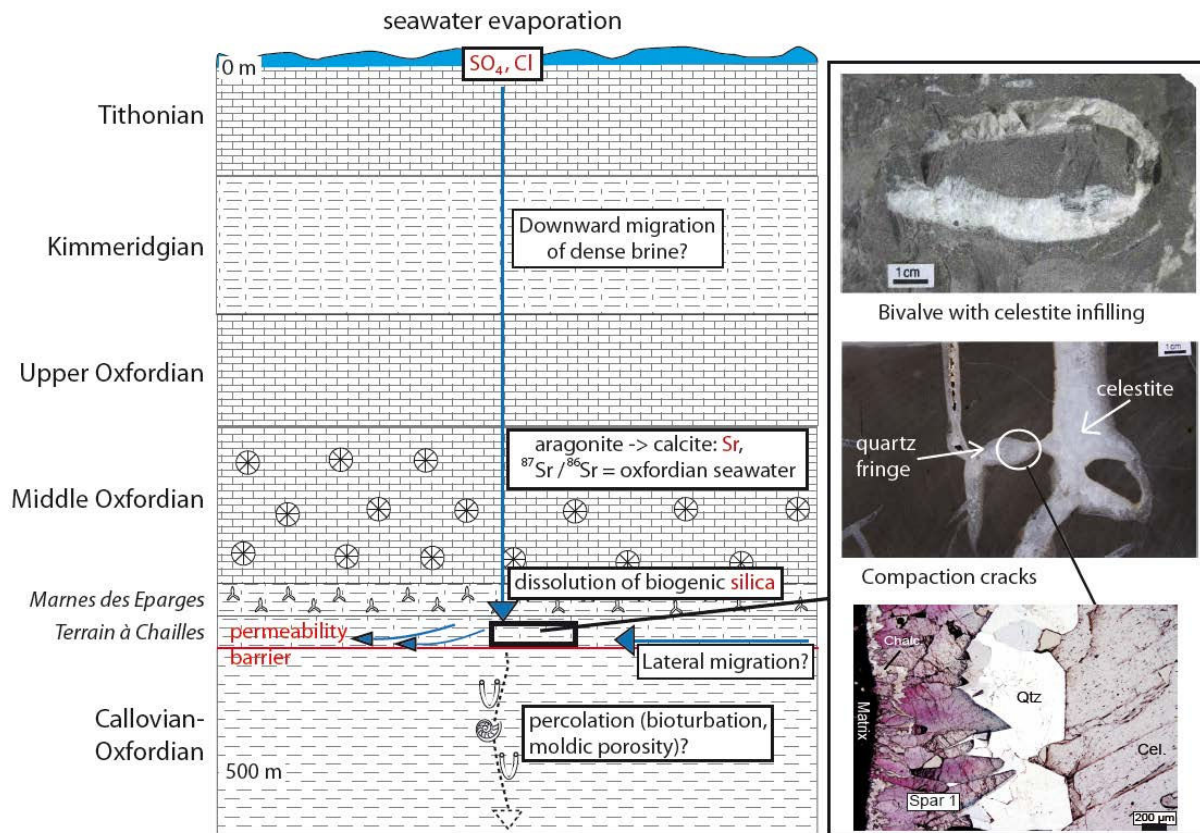 seawater evaporation
0 m
SO₄, Cl
Tithonian
Kimmeridgian
Downward migration
of dense brine?
Upper Oxfordian
aragonite -> calcite: Sr,
⁸⁷Sr /⁸⁶Sr = oxfordian seawater
Middle Oxfordian
dissolution of biogenic silica
Marnes des Eparges
Terrain à Chailles
permeability
barrier
Lateral migration?
Callovian-
Oxfordian
percolation (bioturbation,
moldic porosity)?
500 m
1cm
Bivalve with celestite infilling
1cm
celestite
quartz
fringe
Compaction cracks
Chalc.
Qtz
Matrix
Cel.
Spar 1
200 µm